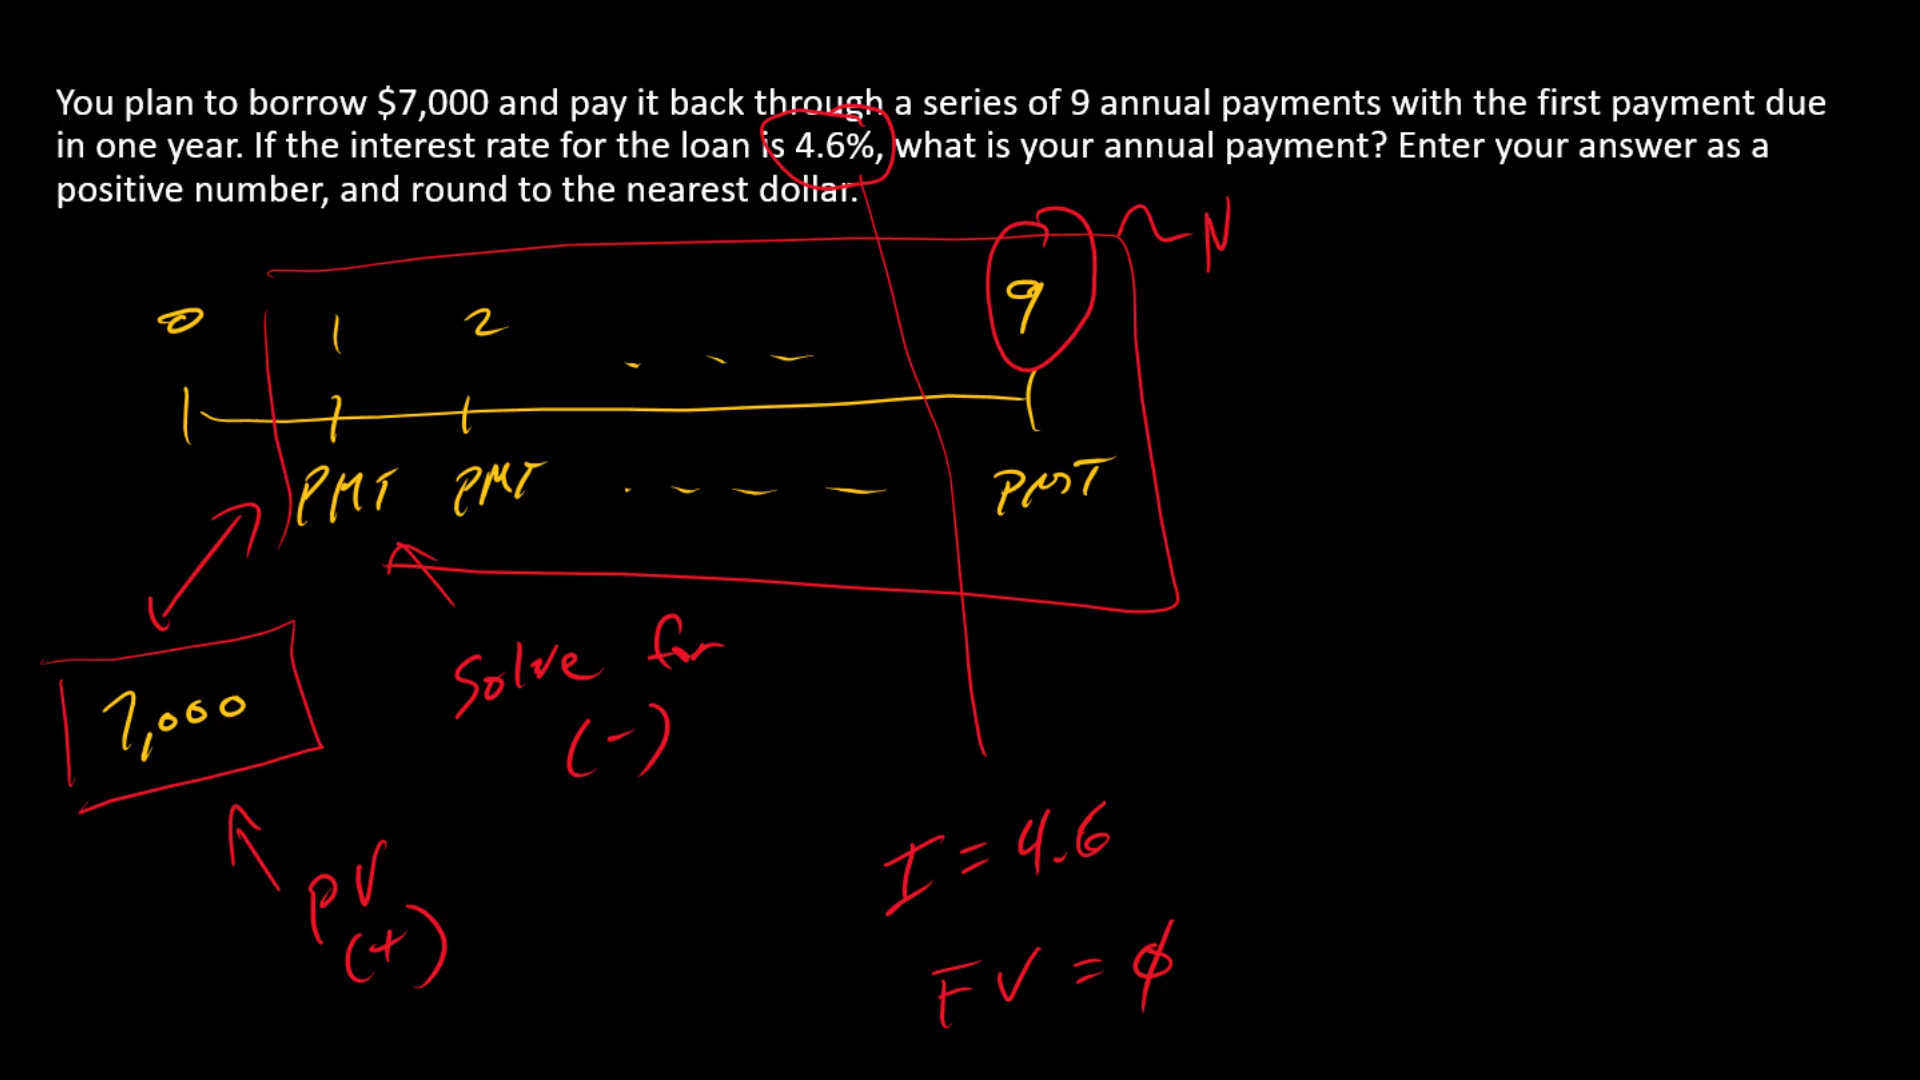 You plan to borrow $7,000 and pay it back through a series of 9 annual payments with the first payment due
in one year. If the interest rate for the loan is 4.6%, what is your annual payment? Enter your answer as a
positive number, and round to the nearest dollar.
N
0 1 2 . - - 9
PMT PMT . - - - PMT
Solve for
(-)
7,000
PV
(+)
I = 4.6
FV = φ